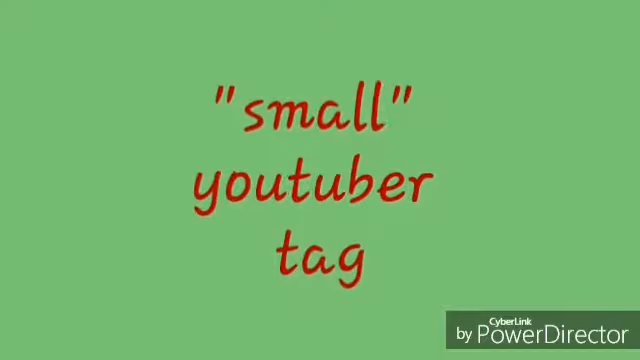 "small"
youtuber
tag
CyberLink
by PowerDirector